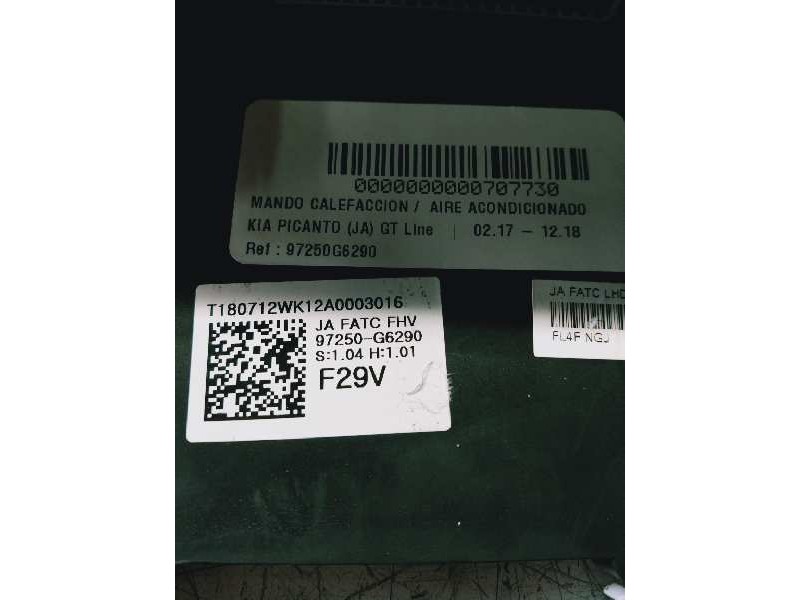 0000000000707730
MANDO CALEFACCION / AIRE ACONDICIONADO
KIA PICANTO (JA) GT Line | 02.17 - 12.18
Ref : 97250G6290
T180712WK12A0003016
JA FATC FHV
97250-G6290
S:1.04 H:1.01
F29V
JA FATC LHD
FL4F NGJ